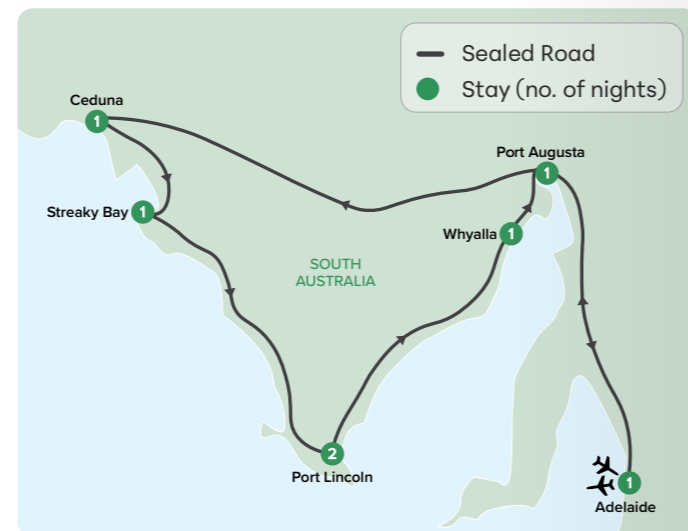 Sealed Road
Stay (no. of nights)
Ceduna
1
Port Augusta
1
Streaky Bay 1
Whyalla 1
SOUTH
AUSTRALIA
2
Port Lincoln
1
Adelaide